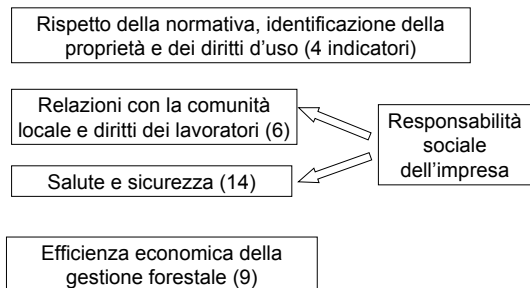 Rispetto della normativa, identificazione della
proprietà e dei diritti d'uso (4 indicatori)
Relazioni con la comunità
locale e diritti dei lavoratori (6)
Responsabilità
sociale
dell'impresa
Salute e sicurezza (14)
Efficienza economica della
gestione forestale (9)